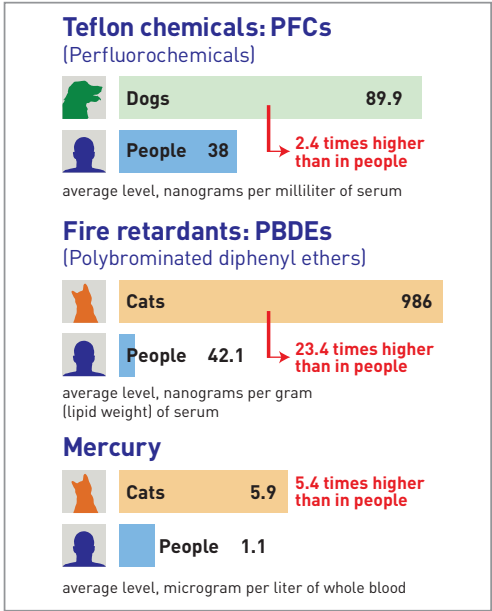 Teflon chemicals: PFCs
(Perfluorochemicals)
Dogs 89.9
People 38
2.4 times higher
than in people
average level, nanograms per milliliter of serum
Fire retardants: PBDEs
(Polybrominated diphenyl ethers)
Cats 986
People 42.1
23.4 times higher
than in people
average level, nanograms per gram
(lipid weight) of serum
Mercury
Cats 5.9
5.4 times higher
than in people
People 1.1
average level, microgram per liter of whole blood